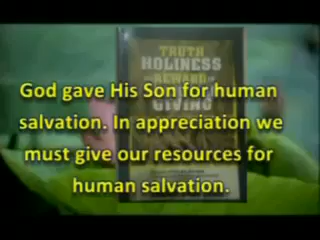 TRUTH
HOLINESS
REWARD
GIVING
God gave His Son for human
salvation. In appreciation we
must give our resources for
human salvation.